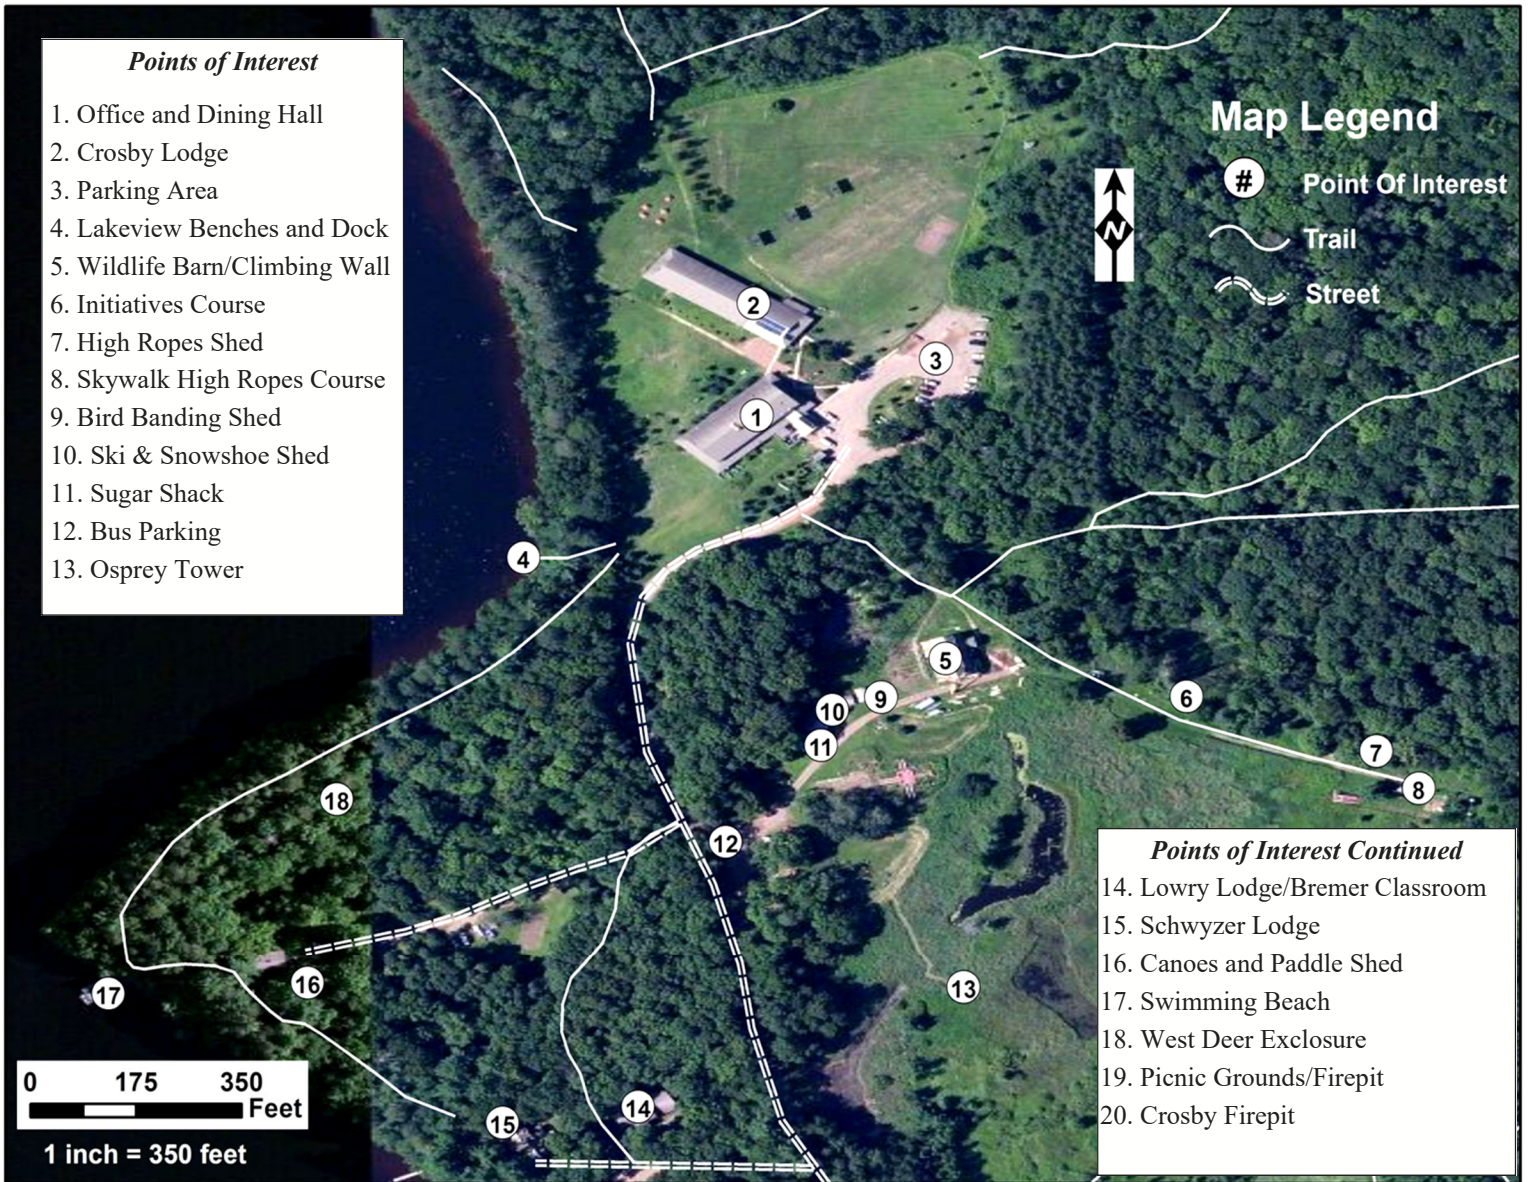 Points of Interest
1. Office and Dining Hall
2. Crosby Lodge
3. Parking Area
4. Lakeview Benches and Dock
5. Wildlife Barn/Climbing Wall
6. Initiatives Course
7. High Ropes Shed
8. Skywalk High Ropes Course
9. Bird Banding Shed
10. Ski & Snowshoe Shed
11. Sugar Shack
12. Bus Parking
13. Osprey Tower
Map Legend
# Point Of Interest
Trail
Street
N
2
3
1
4
5
6
9
10
11
7
8
18
12
16
17
13
14
15
Points of Interest Continued
14. Lowry Lodge/Bremer Classroom
15. Schwyzer Lodge
16. Canoes and Paddle Shed
17. Swimming Beach
18. West Deer Exclosure
19. Picnic Grounds/Firepit
20. Crosby Firepit
0 175 350
Feet
1 inch = 350 feet